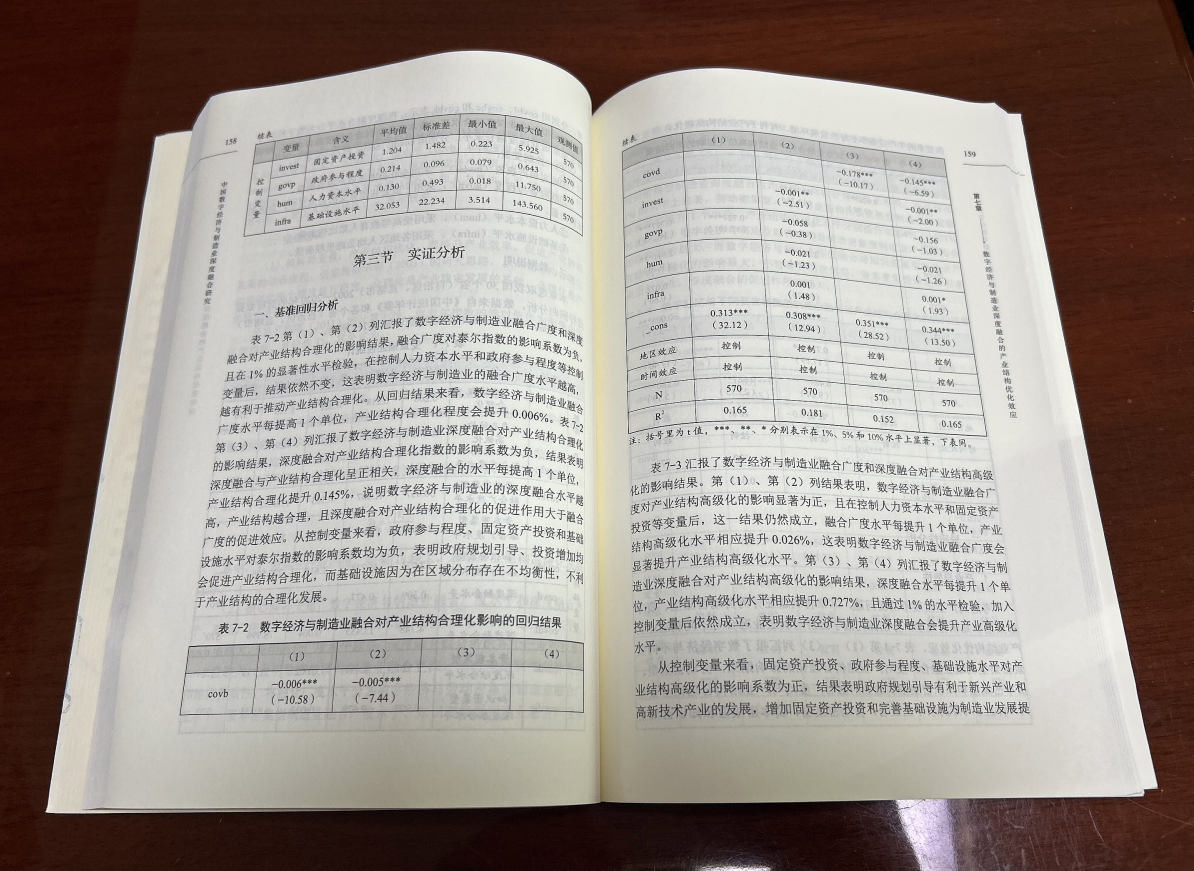 158
中国数字经济与制造业深度融合研究
续表
变量 含义 平均值 标准差 最小值 最大值 观测值
控制变量
invest 固定资产投资 1.204 1.482 0.223 5.925 570
govp 政府参与程度 0.214 0.096 0.079 0.643 570
hum 人力资本水平 0.130 0.493 0.018 11.750 570
infra 基础设施水平 32.053 22.234 3.514 143.560 570
第三节 实证分析
一、基准回归分析
表 7-2 第（1）、第（2）列汇报了数字经济与制造业融合广度和深度
融合对产业结构合理化的影响结果，融合广度对泰尔指数的影响系数为负，
且在 1% 的显著性水平检验，在控制人力资本水平和政府参与程度等控制
变量后，结果依然不变，这表明数字经济与制造业的融合广度水平越高，
越有利于推动产业结构合理化。从回归结果来看，数字经济与制造业融合
广度水平每提高 1 个单位，产业结构合理化程度会提升 0.006%。表 7-2
第（3）、第（4）列汇报了数字经济与制造业深度融合对产业结构合理化
的影响结果，深度融合对产业结构合理化指数的影响系数为负，结果表明
深度融合与产业结构合理化呈正相关，深度融合的水平每提高 1 个单位，
产业结构合理化提升 0.145%，说明数字经济与制造业的深度融合水平越
高，产业结构越合理，且深度融合对产业结构合理化的促进作用大于融合
广度的促进效应。从控制变量来看，政府参与程度、固定资产投资和基础
设施水平对泰尔指数的影响系数均为负，表明政府规划引导、投资增加均
会促进产业结构合理化，而基础设施因为在区域分布存在不均衡性，不利
于产业结构的合理化发展。
表 7-2 数字经济与制造业融合对产业结构合理化影响的回归结果
（1） （2） （3） （4）
covb −0.006*** −0.005***
（−10.58） （−7.44）
159
第七章 数字经济与制造业深度融合的产业结构优化效应
续表
（1） （2） （3） （4）
covd −0.178*** −0.145***
（−10.17） （−6.59）
invest −0.001** −0.001**
（−2.51） （−2.00）
govp −0.058 −0.156
（−0.38） （−1.03）
hum −0.021 −0.021
（−1.23） （−1.26）
infra 0.001 0.001*
（1.48） （1.93）
_cons 0.313*** 0.308*** 0.351*** 0.344***
（32.12） （12.94） （28.52） （13.50）
地区效应 控制 控制 控制 控制
时间效应 控制 控制 控制 控制
N 570 570 570 570
R² 0.165 0.181 0.152 0.165
注：括号里为 t 值，***、**、* 分别表示在 1%、5% 和 10% 水平上显著，下表同。
表 7-3 汇报了数字经济与制造业融合广度和深度融合对产业结构高级
化的影响结果。第（1）、第（2）列结果表明，数字经济与制造业融合广
度对产业结构高级化的影响显著为正，且在控制人力资本水平和固定资产
投资等变量后，这一结果仍然成立，融合广度水平每提升 1 个单位，产业
结构高级化水平相应提升 0.026%，这表明数字经济与制造业融合广度会
显著提升产业结构高级化水平。第（3）、第（4）列汇报了数字经济与制
造业深度融合对产业结构高级化的影响结果，深度融合水平每提升 1 个单
位，产业结构高级化水平相应提升 0.727%，且通过 1% 的水平检验，加入
控制变量后依然成立，表明数字经济与制造业深度融合会提升产业高级化
水平。
从控制变量来看，固定资产投资、政府参与程度、基础设施水平对产
业结构高级化的影响系数为正，结果表明政府规划引导有利于新兴产业和
高新技术产业的发展，增加固定资产投资和完善基础设施为制造业发展提